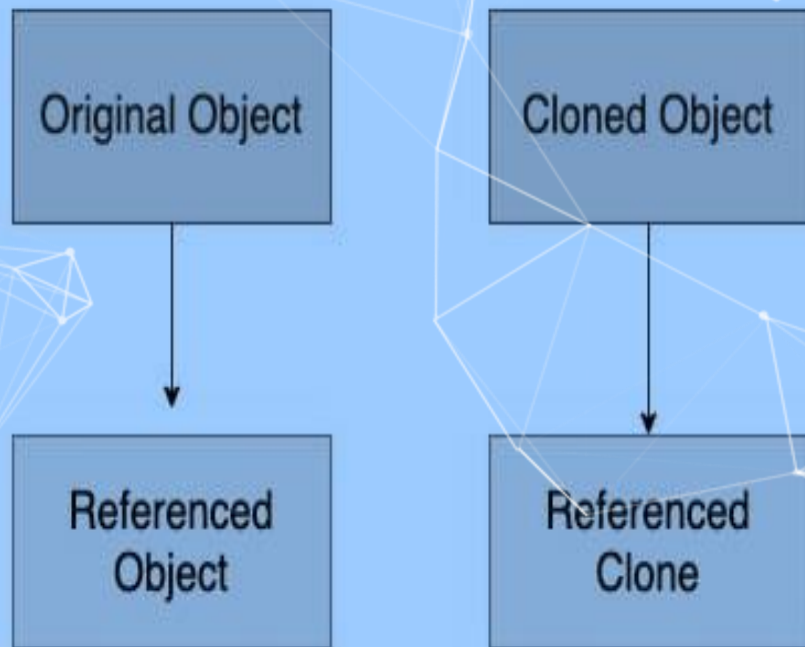 Original Object
Cloned Object
Referenced
Object
Referenced
Clone